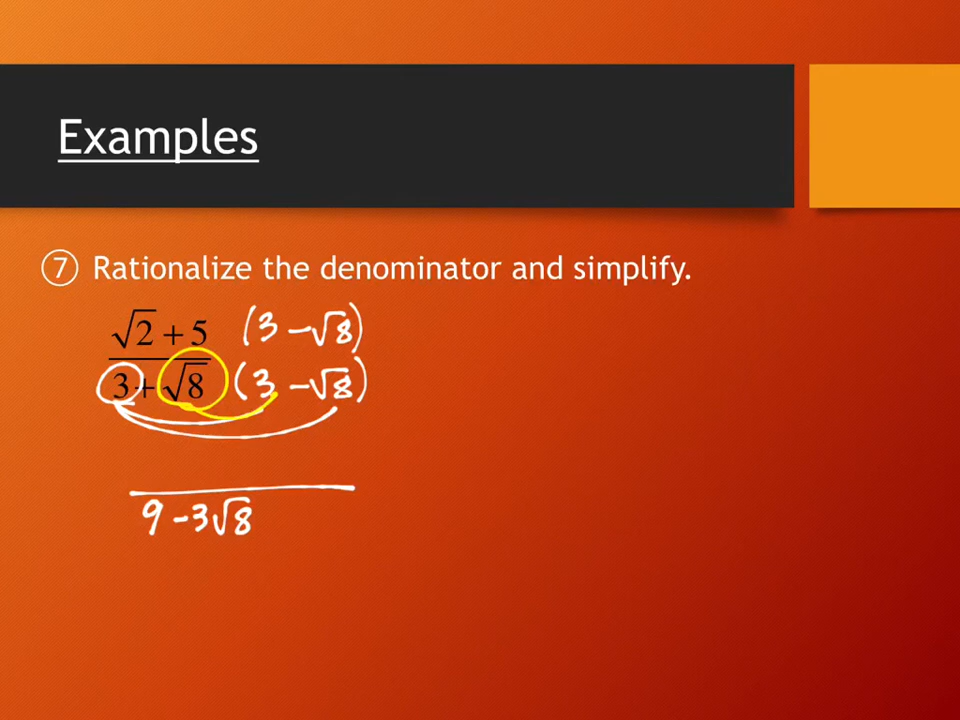 Examples
⑦ Rationalize the denominator and simplify.
√2 + 5 (3 - √8)
3 + √8 (3 - √8)
9 - 3√8